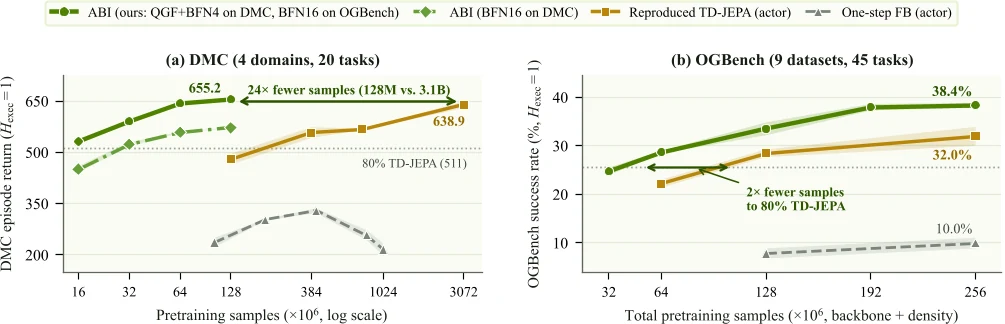 ABI (ours: QGF+BFN4 on DMC, BFN16 on OGBench)
ABI (BFN16 on DMC)
Reproduced TD-JEPA (actor)
One-step FB (actor)
(a) DMC (4 domains, 20 tasks)
DMC episode return (Hexec = 1)
650
500
350
200
655.2
24× fewer samples (128M vs. 3.1B)
638.9
80% TD-JEPA (511)
16 32 64 128 384 1024 3072
Pretraining samples (×10⁶, log scale)
(b) OGBench (9 datasets, 45 tasks)
OGBench success rate (%, Hexec = 1)
40
30
20
10
38.4%
32.0%
2× fewer samples
to 80% TD-JEPA
10.0%
32 64 128 192 256
Total pretraining samples (×10⁶, backbone + density)